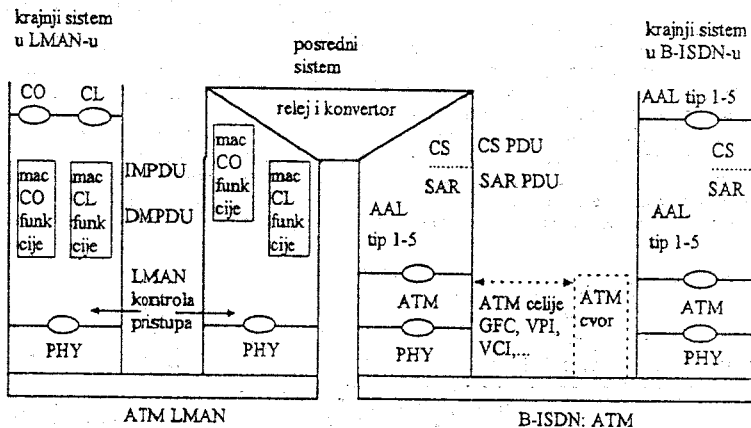 krajnji sistem
u LMAN-u
posredni
sistem
krajnji sistem
u B-ISDN-u
CO
CL
relej i konvertor
AAL tip 1-5
mac
CO
funk
cije
mac
CL
funk
cije
IMPDU
DMPDU
mac
CO
funk
cije
mac
CL
funk
cije
CS
CS PDU
SAR
SAR PDU
AAL
tip 1-5
CS
SAR
AAL
tip 1-5
LMAN
kontrola
pristupa
ATM
ATM celije
GFC, VPI,
VCI,...
ATM
cvor
ATM
PHY
PHY
PHY
PHY
ATM LMAN
B-ISDN: ATM